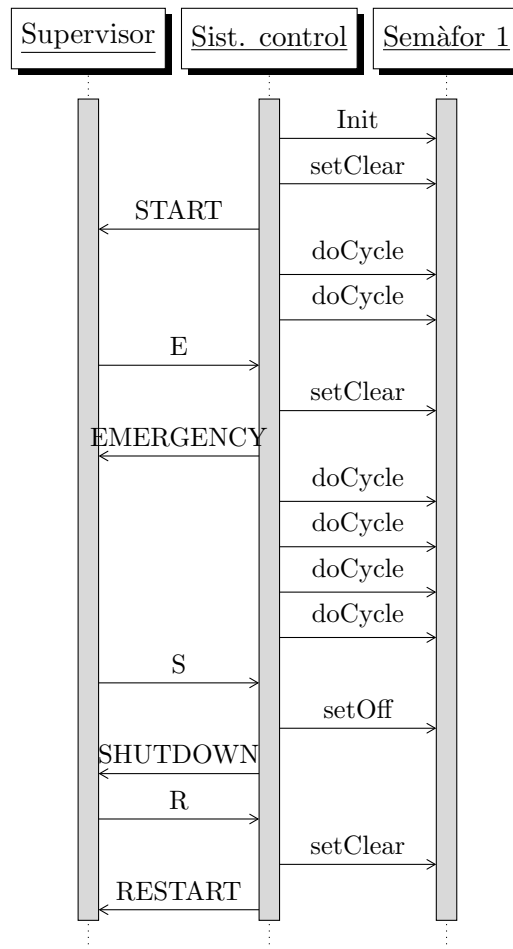 Supervisor
Sist. control
Semàfor 1
Init
setClear
START
doCycle
doCycle
E
setClear
EMERGENCY
doCycle
doCycle
doCycle
doCycle
S
setOff
SHUTDOWN
R
setClear
RESTART